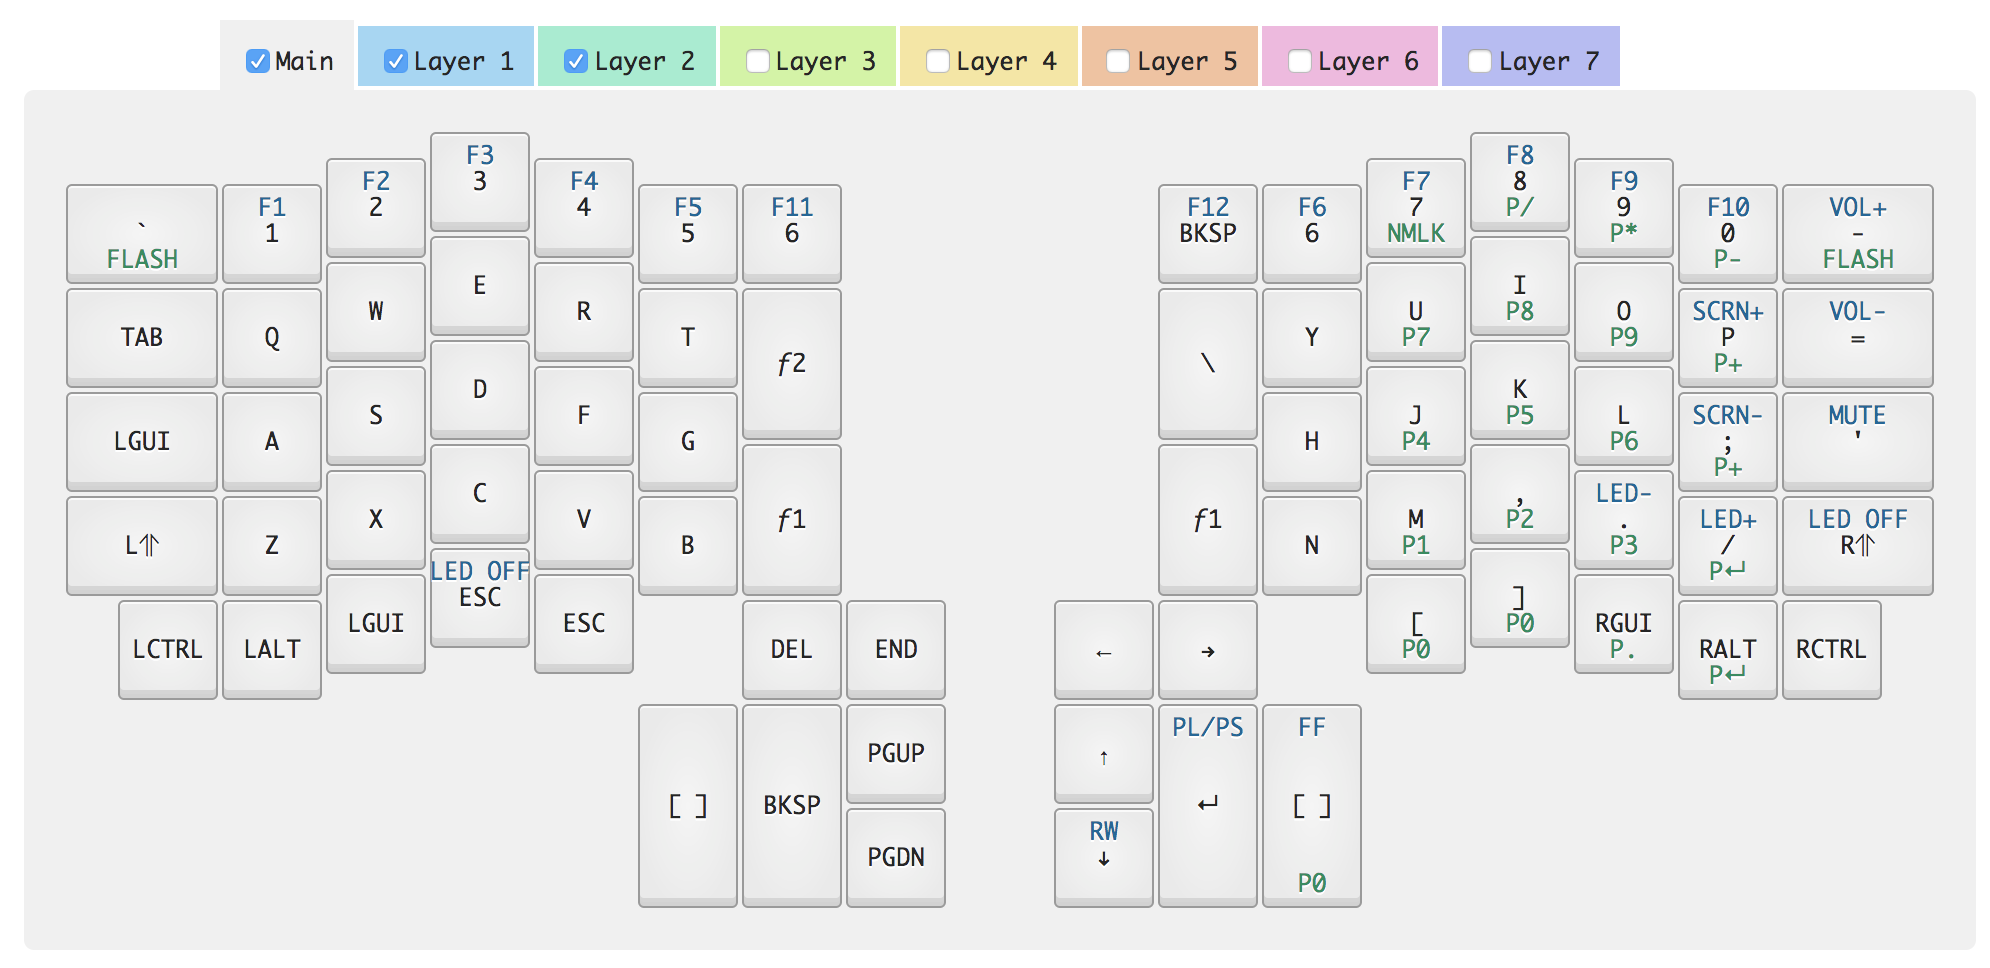 Main Layer 1 Layer 2 Layer 3 Layer 4 Layer 5 Layer 6 Layer 7
`
FLASH
F1
1
F2
2
F3
3
F4
4
F5
5
F11
6
TAB
Q
W
E
R
T
ƒ2
LGUI
A
S
D
F
G
L⇑
Z
X
C
V
B
ƒ1
LCTRL
LALT
LGUI
LED OFF
ESC
ESC
DEL
END
[ ]
BKSP
PGUP
PGDN
F12
BKSP
F6
6
F7
7
NMLK
F8
8
P/
F9
9
P*
F10
0
P-
VOL+
-
FLASH
\
Y
U
P7
I
P8
O
P9
SCRN+
P
P+
VOL-
=
H
J
P4
K
P5
L
P6
SCRN-
;
P+
MUTE
'
ƒ1
N
M
P1
,
P2
LED-
.
P3
LED+
/
P↵
LED OFF
R⇑
←
→
[
P0
]
P0
RGUI
P.
RALT
P↵
RCTRL
↑
PL/PS
↵
FF
[ ]
P0
RW
↓